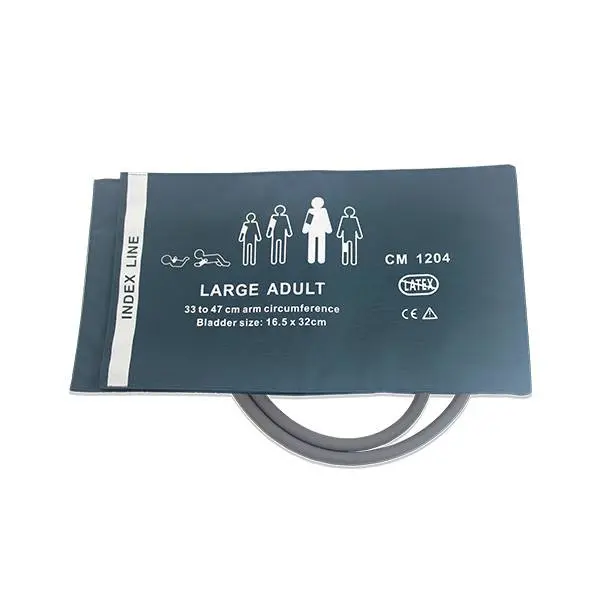 INDEX LINE
LARGE ADULT
33 to 47 cm arm circumference
Bladder size: 16.5 x 32cm
CM 1204
LATEX
CE